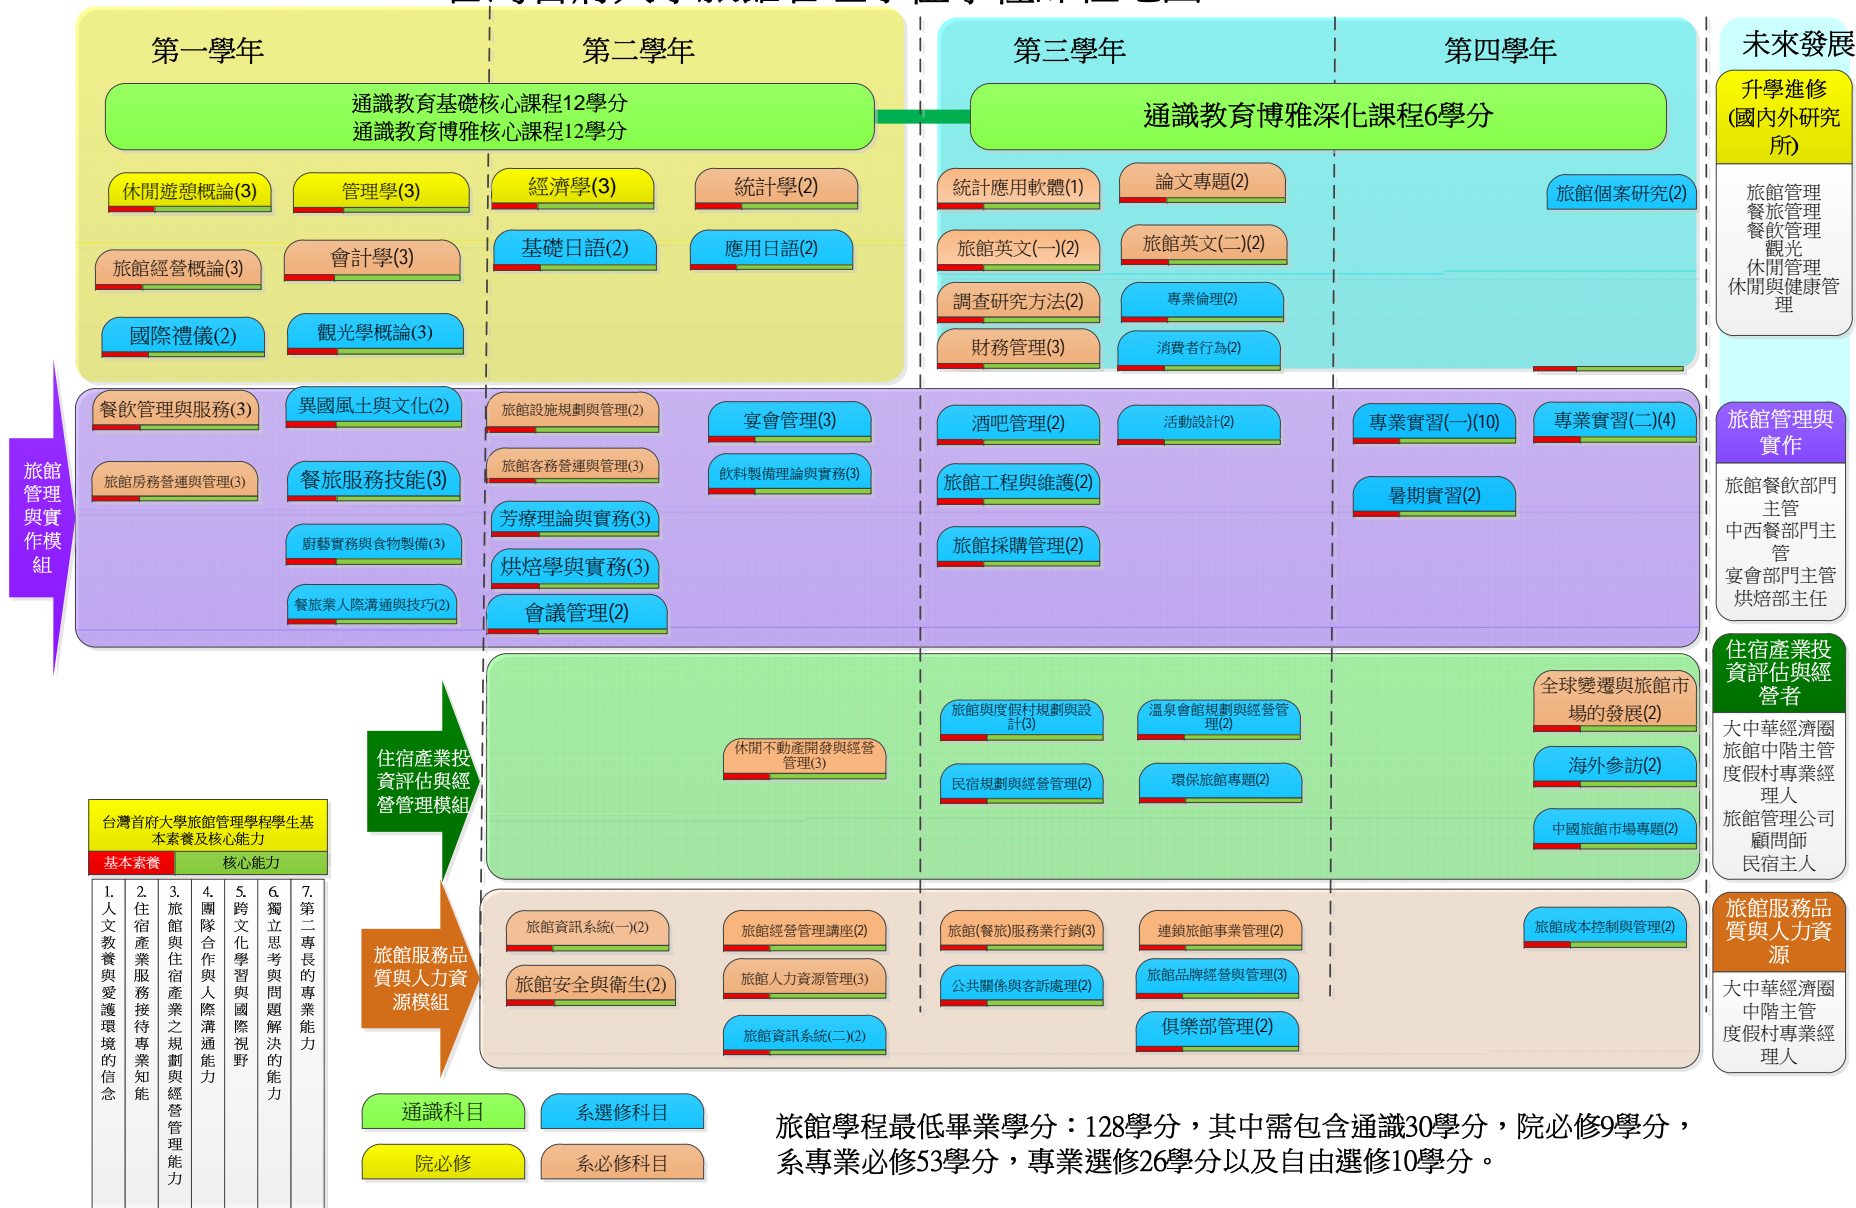 第一學年
第二學年
第三學年
第四學年
未來發展
通識教育基礎核心課程12學分
通識教育博雅核心課程12學分
通識教育博雅深化課程6學分
升學進修
(國內外研究
所)
旅館管理
餐旅管理
餐飲管理
觀光
休閒管理
休閒與健康管
理
休閒遊憩概論(3)
管理學(3)
經濟學(3)
統計學(2)
統計應用軟體(1)
論文專題(2)
旅館個案研究(2)
旅館經營概論(3)
會計學(3)
基礎日語(2)
應用日語(2)
旅館英文(一)(2)
旅館英文(二)(2)
調查研究方法(2)
專業倫理(2)
國際禮儀(2)
觀光學概論(3)
財務管理(3)
消費者行為(2)
旅館
管理
與實
作模
組
餐飲管理與服務(3)
異國風土與文化(2)
旅館設施規劃與管理(2)
宴會管理(3)
酒吧管理(2)
活動設計(2)
專業實習(一)(10)
專業實習(二)(4)
旅館房務營運與管理(3)
餐旅服務技能(3)
旅館客務營運與管理(3)
飲料製備理論與實務(3)
旅館工程與維護(2)
暑期實習(2)
廚藝實務與食物製備(3)
芳療理論與實務(3)
旅館採購管理(2)
烘焙學與實務(3)
餐旅業人際溝通與技巧(2)
會議管理(2)
旅館管理與
實作
旅館餐飲部門
主管
中西餐部門主
管
宴會部門主管
烘焙部主任
住宿產業投
資評估與經
營管理模組
休閒不動產開發與經營
管理(3)
旅館與度假村規劃與設
計(3)
溫泉會館規劃與經營管
理(2)
民宿規劃與經營管理(2)
環保旅館專題(2)
全球變遷與旅館市
場的發展(2)
海外參訪(2)
中國旅館市場專題(2)
住宿產業投
資評估與經
營者
大中華經濟圈
旅館中階主管
度假村專業經
理人
旅館管理公司
顧問師
民宿主人
旅館服務品
質與人力資
源模組
旅館資訊系統(一)(2)
旅館經營管理講座(2)
旅館(餐旅)服務業行銷(3)
連鎖旅館事業管理(2)
旅館成本控制與管理(2)
旅館安全與衛生(2)
旅館人力資源管理(3)
公共關係與客訴處理(2)
旅館品牌經營與管理(3)
旅館資訊系統(二)(2)
俱樂部管理(2)
旅館服務品
質與人力資
源
大中華經濟圈
中階主管
度假村專業經
理人
台灣首府大學旅館管理學程學生基
本素養及核心能力
基本素養
核心能力
1.人文教養與愛護環境的信念
2.住宿產業服務接待專業知能
3.旅館與住宿產業之規劃與經營管理能力
4.團隊合作與人際溝通能力
5.跨文化學習與國際視野
6.獨立思考與問題解決的能力
7.第二專長的專業能力
通識科目
系選修科目
院必修
系必修科目
旅館學程最低畢業學分：128學分，其中需包含通識30學分，院必修9學分，
系專業必修53學分，專業選修26學分以及自由選修10學分。